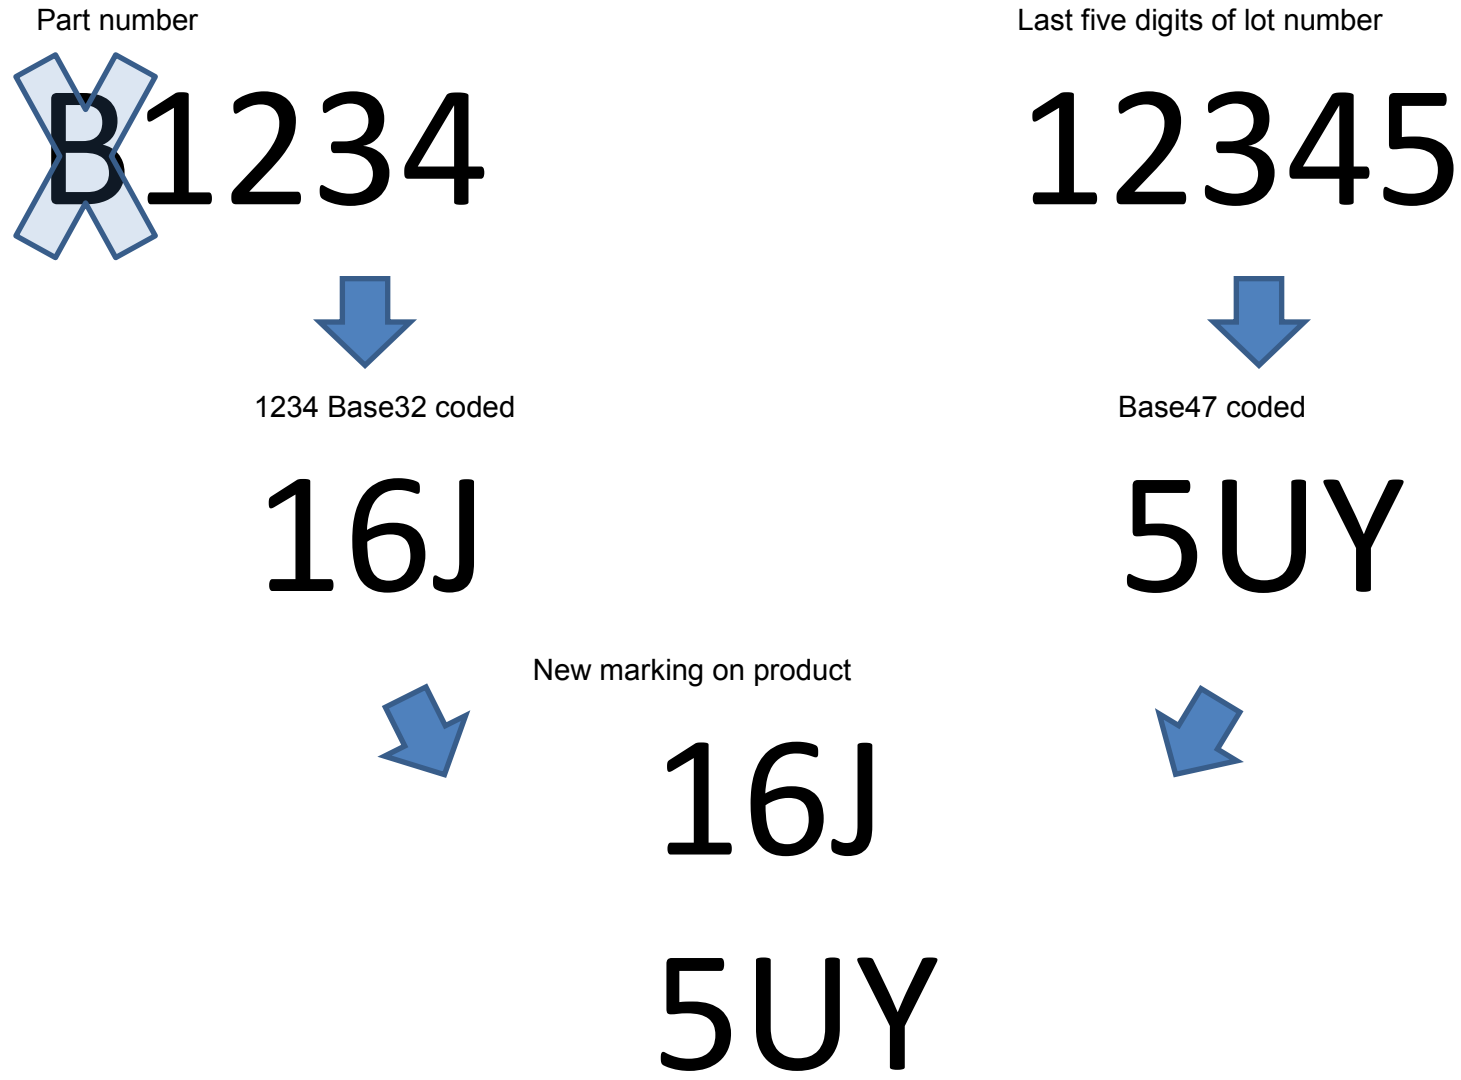 Part number
Last five digits of lot number
B1234
12345
1234 Base32 coded
Base47 coded
16J
5UY
New marking on product
16J
5UY